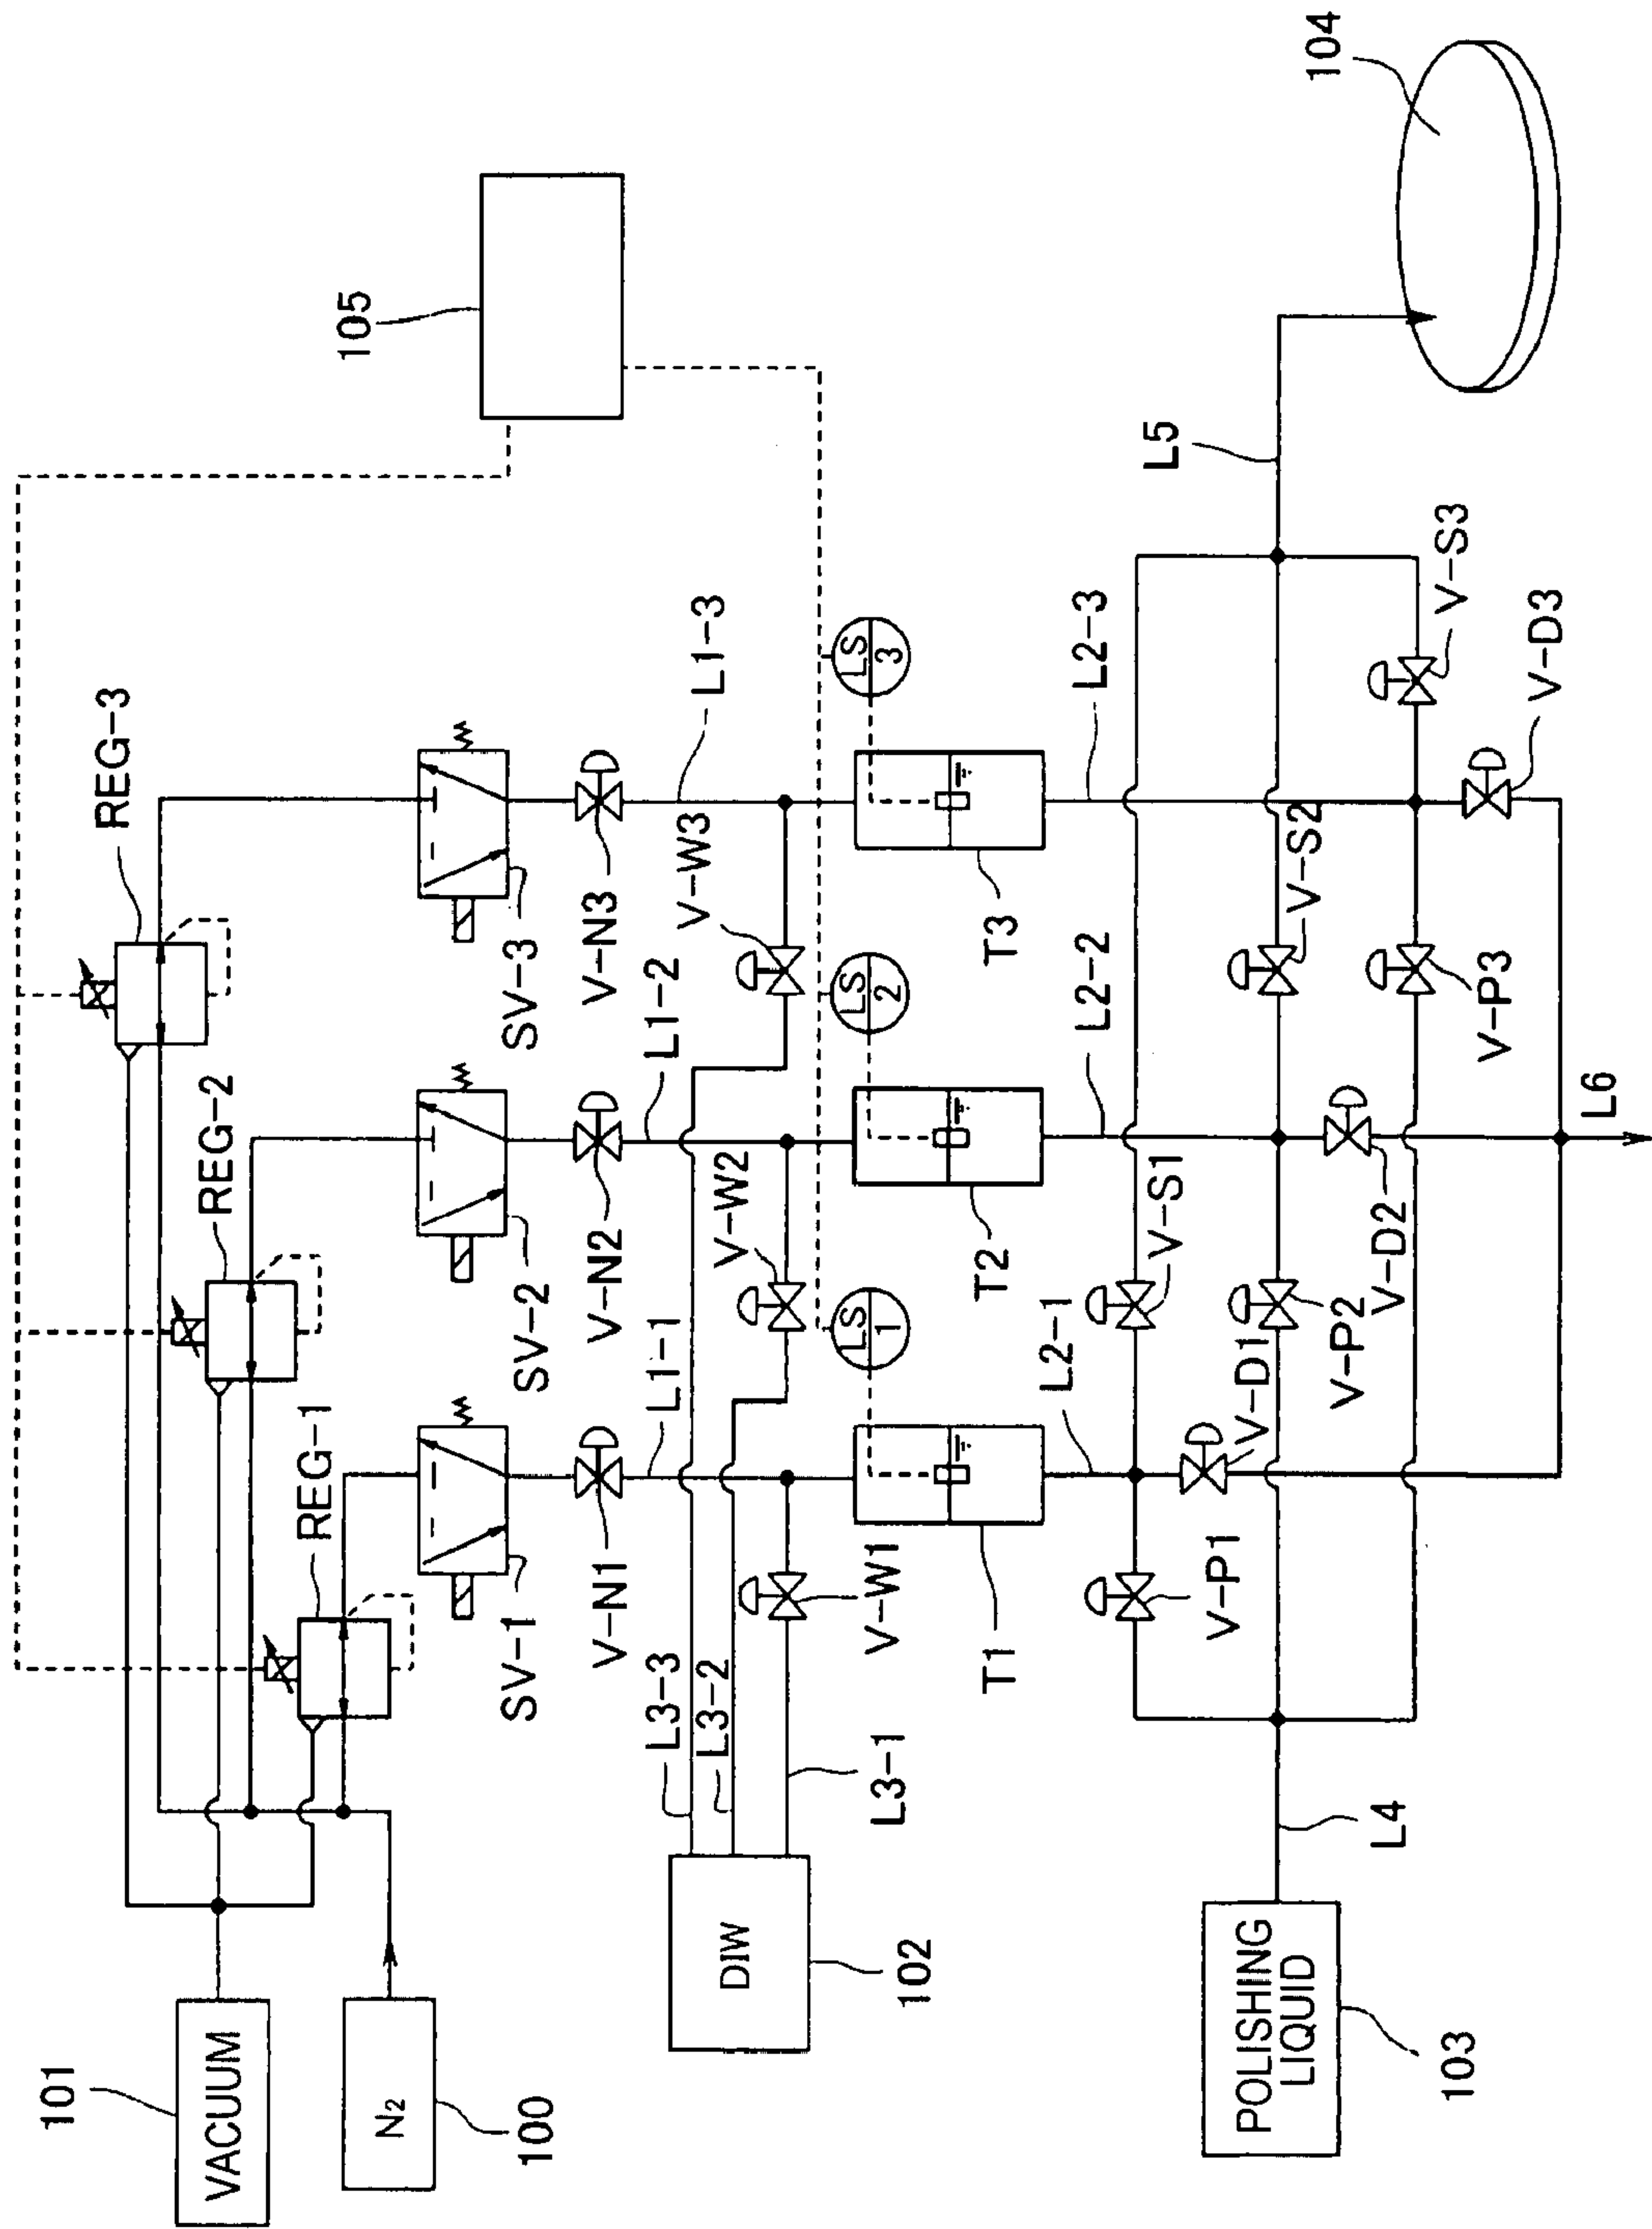 101
VACUUM
N2
100
REG-1
REG-2
REG-3
105
SV-1
SV-2
SV-3
V-N1
V-N2
V-N3
L1-1
L1-2
L1-3
L3-3
L3-2
L3-1
V-W1
V-W2
V-W3
DIW
102
LS
1
LS
2
LS
3
T1
T2
T3
L2-1
L2-2
L2-3
V-P1
V-S1
V-D1
V-P2
V-D2
V-S2
V-P3
V-S3
V-D3
L4
L5
L6
POLISHING
LIQUID
103
104